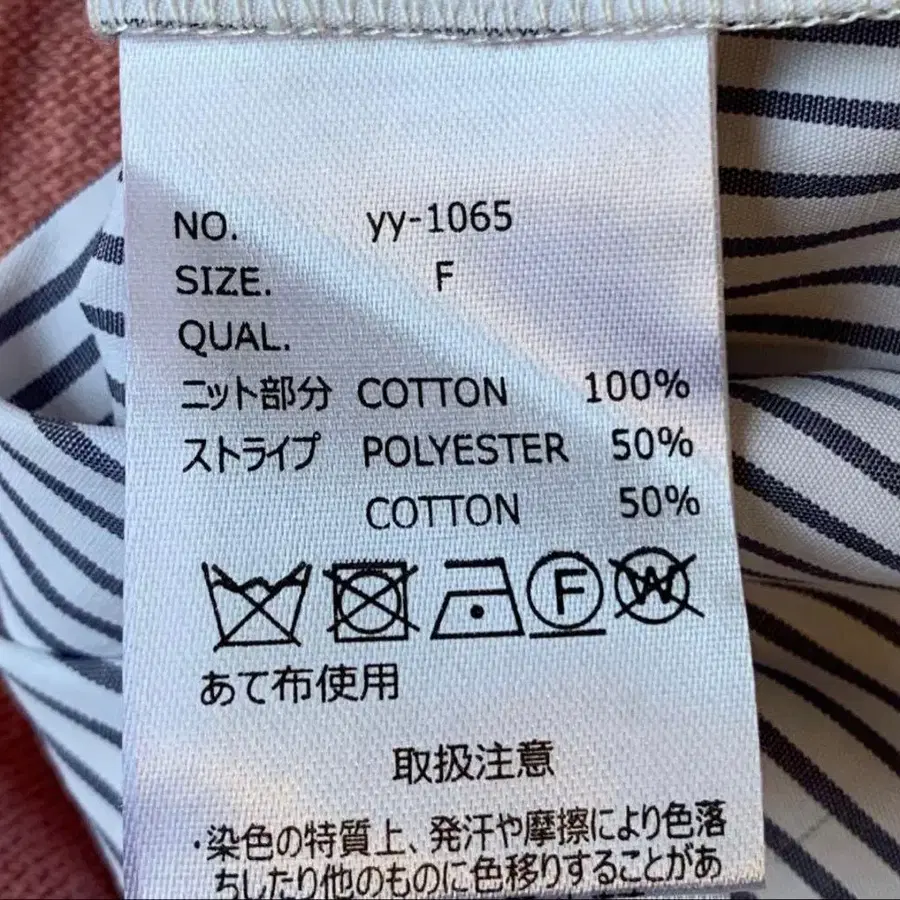 NO. yy-1065
SIZE. F
QUAL.
ニット部分 COTTON 100%
ストライプ POLYESTER 50%
COTTON 50%
F W
あて布使用
取扱注意
・染色の特質上、発汗や摩擦により色落
ちしたり他のものに色移りすることがあ